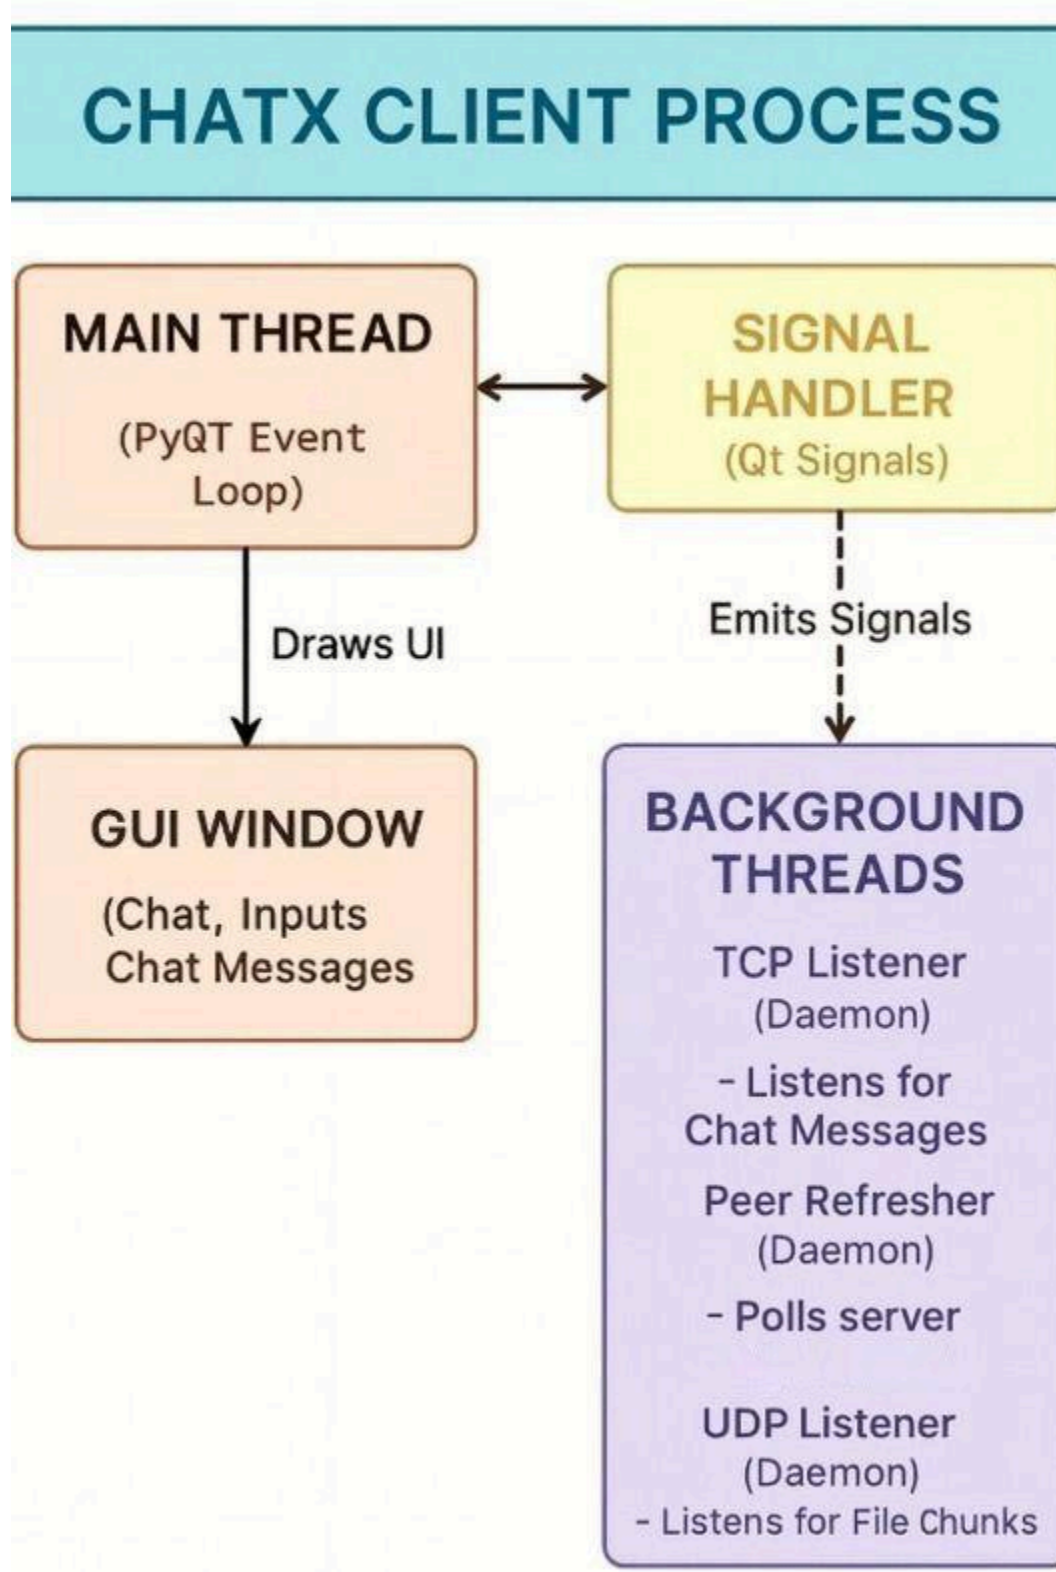 CHATX CLIENT PROCESS
MAIN THREAD
(PyQT Event
Loop)
SIGNAL
HANDLER
(Qt Signals)
Draws UI
Emits Signals
GUI WINDOW
(Chat, Inputs
Chat Messages
BACKGROUND
THREADS
TCP Listener
(Daemon)
- Listens for
Chat Messages
Peer Refresher
(Daemon)
- Polls server
UDP Listener
(Daemon)
- Listens for File Chunks